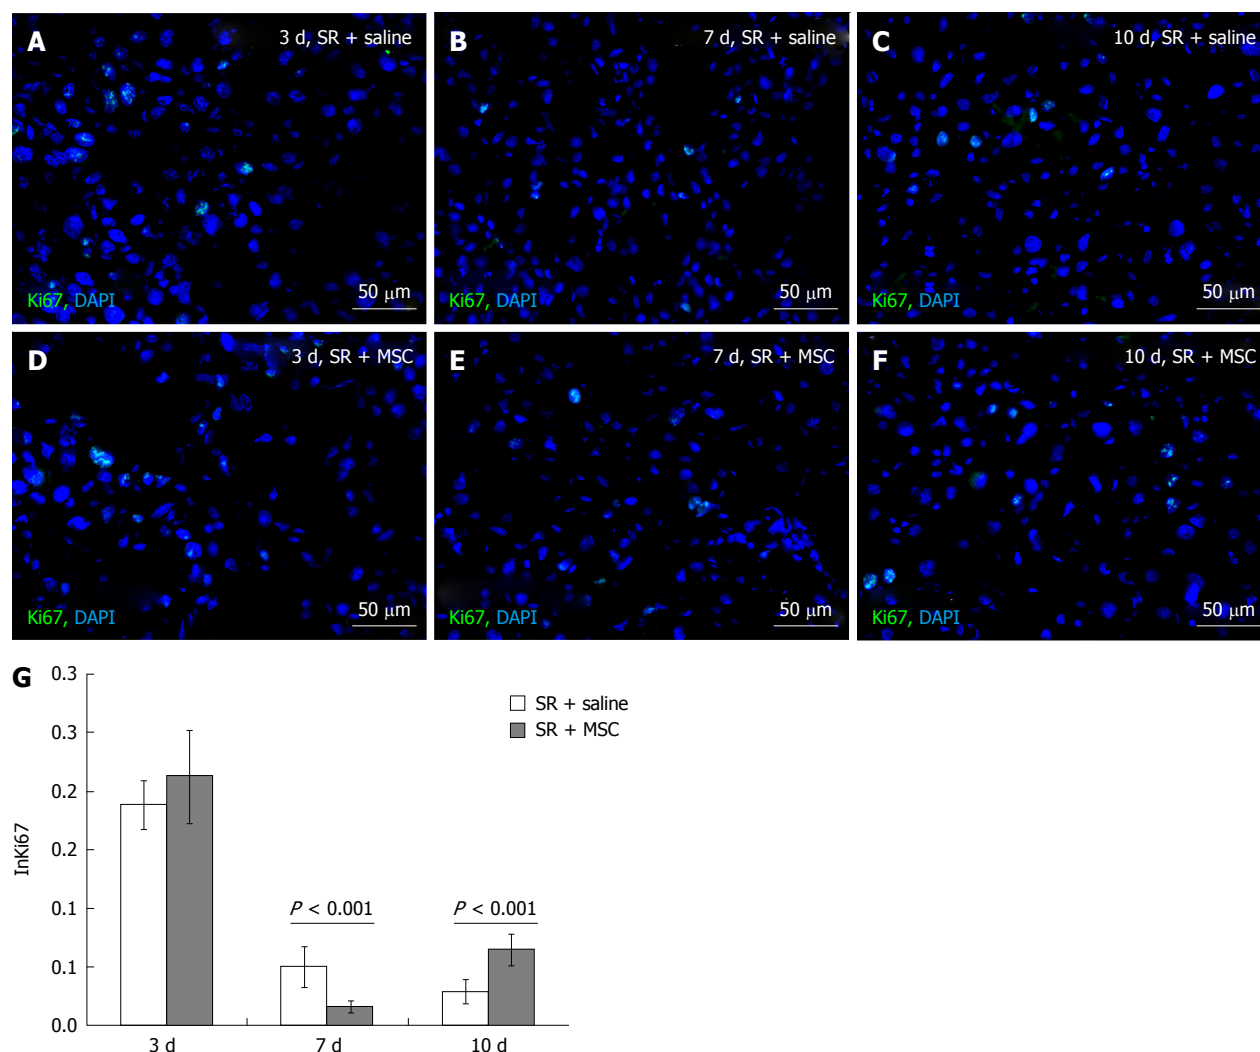 A
3 d, SR + saline
Ki67, DAPI
50 μm
B
7 d, SR + saline
Ki67, DAPI
50 μm
C
10 d, SR + saline
Ki67, DAPI
50 μm
D
3 d, SR + MSC
Ki67, DAPI
50 μm
E
7 d, SR + MSC
Ki67, DAPI
50 μm
F
10 d, SR + MSC
Ki67, DAPI
50 μm
G
0.3
0.3
0.2
0.2
0.1
0.1
0.0
InKi67
SR + saline
SR + MSC
P < 0.001
P < 0.001
3 d
7 d
10 d